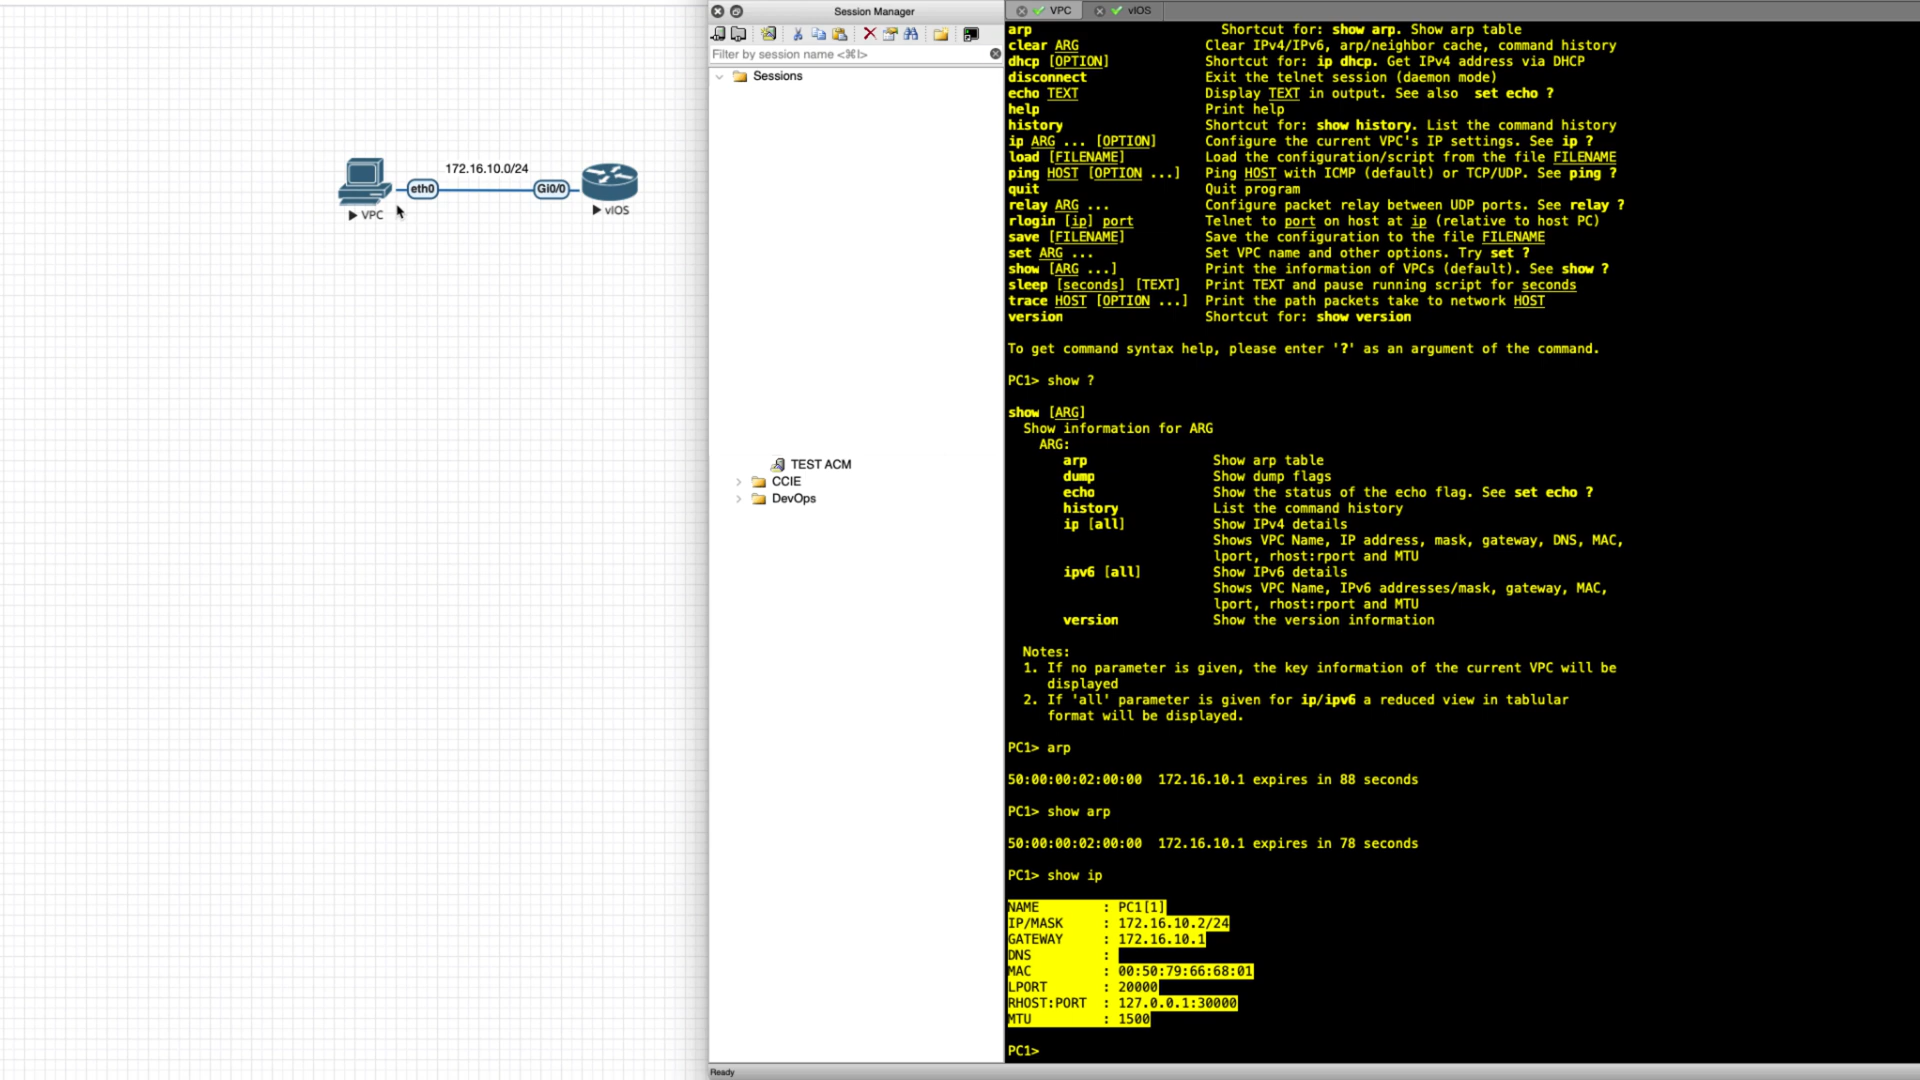 172.16.10.0/24
eth0
Gi0/0
VPC
vIOS
Session Manager
Filter by session name <⌘I>
Sessions
TEST ACM
CCIE
DevOps
Ready
VPC
vIOS
arp Shortcut for: show arp. Show arp table
clear ARG Clear IPv4/IPv6, arp/neighbor cache, command history
dhcp [OPTION] Shortcut for: ip dhcp. Get IPv4 address via DHCP
disconnect Exit the telnet session (daemon mode)
echo TEXT Display TEXT in output. See also set echo ?
help Print help
history Shortcut for: show history. List the command history
ip ARG ... [OPTION] Configure the current VPC's IP settings. See ip ?
load [FILENAME] Load the configuration/script from the file FILENAME
ping HOST [OPTION ...] Ping HOST with ICMP (default) or TCP/UDP. See ping ?
quit Quit program
relay ARG ... Configure packet relay between UDP ports. See relay ?
rlogin [ip] port Telnet to port on host at ip (relative to host PC)
save [FILENAME] Save the configuration to the file FILENAME
set ARG ... Set VPC name and other options. Try set ?
show [ARG ...] Print the information of VPCs (default). See show ?
sleep [seconds] [TEXT] Print TEXT and pause running script for seconds
trace HOST [OPTION ...] Print the path packets take to network HOST
version Shortcut for: show version
To get command syntax help, please enter '?' as an argument of the command.
PC1> show ?
show [ARG]
Show information for ARG
ARG:
arp Show arp table
dump Show dump flags
echo Show the status of the echo flag. See set echo ?
history List the command history
ip [all] Show IPv4 details
Shows VPC Name, IP address, mask, gateway, DNS, MAC,
lport, rhost:rport and MTU
ipv6 [all] Show IPv6 details
Shows VPC Name, IPv6 addresses/mask, gateway, MAC,
lport, rhost:rport and MTU
version Show the version information
Notes:
1. If no parameter is given, the key information of the current VPC will be
displayed
2. If 'all' parameter is given for ip/ipv6 a reduced view in tablular
format will be displayed.
PC1> arp
50:00:00:02:00:00 172.16.10.1 expires in 88 seconds
PC1> show arp
50:00:00:02:00:00 172.16.10.1 expires in 78 seconds
PC1> show ip
NAME : PC1[1]
IP/MASK : 172.16.10.2/24
GATEWAY : 172.16.10.1
DNS :
MAC : 00:50:79:66:68:01
LPORT : 20000
RHOST:PORT : 127.0.0.1:30000
MTU : 1500
PC1>